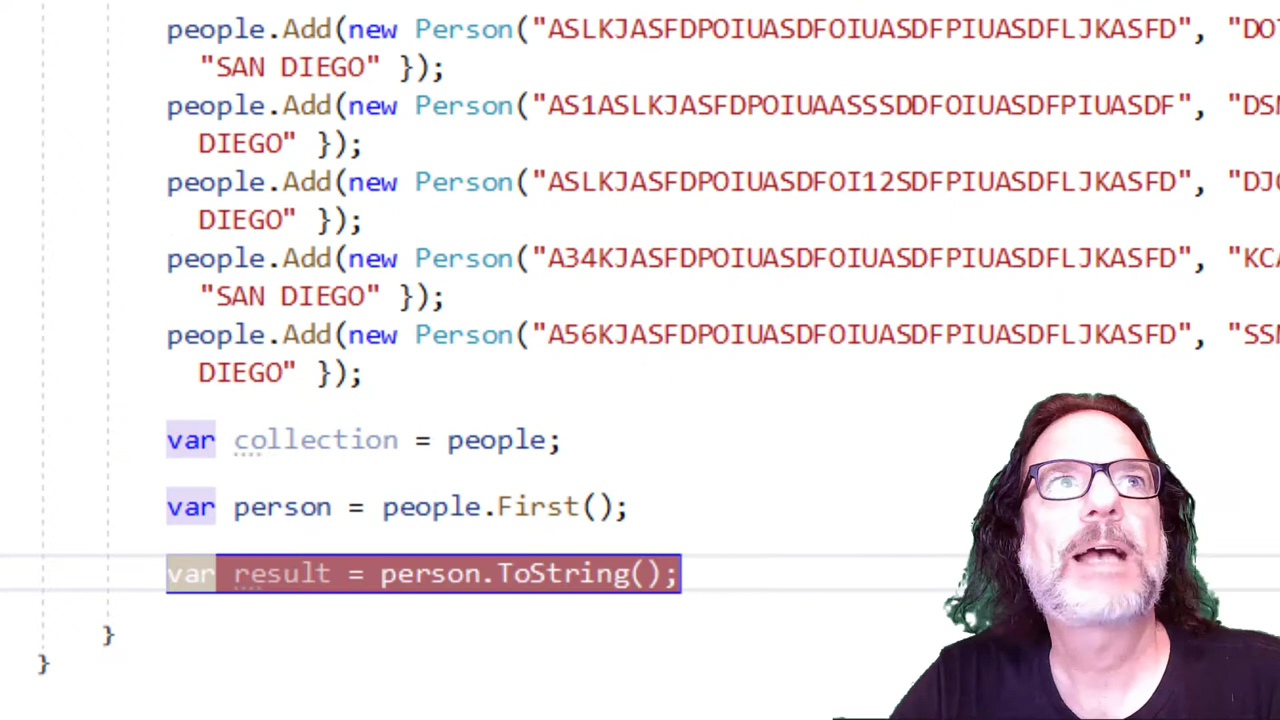 people.Add(new Person("ASLKJASFDPOIUASDFOIUASDFPIUASDFLJKASFD", "DO
"SAN DIEGO" });
people.Add(new Person("AS1ASLKJASFDPOIUAASSSDDFOIUASDFPIUASDF", "DS
DIEGO" });
people.Add(new Person("ASLKJASFDPOIUASDFOI12SDFPIUASDFLJKASFD", "DJ
DIEGO" });
people.Add(new Person("A34KJASFDPOIUASDFOIUASDFPIUASDFLJKASFD", "KC
"SAN DIEGO" });
people.Add(new Person("A56KJASFDPOIUASDFOIUASDFPIUASDFLJKASFD", "SS
DIEGO" });
var collection = people;
var person = people.First();
var result = person.ToString();
}
}